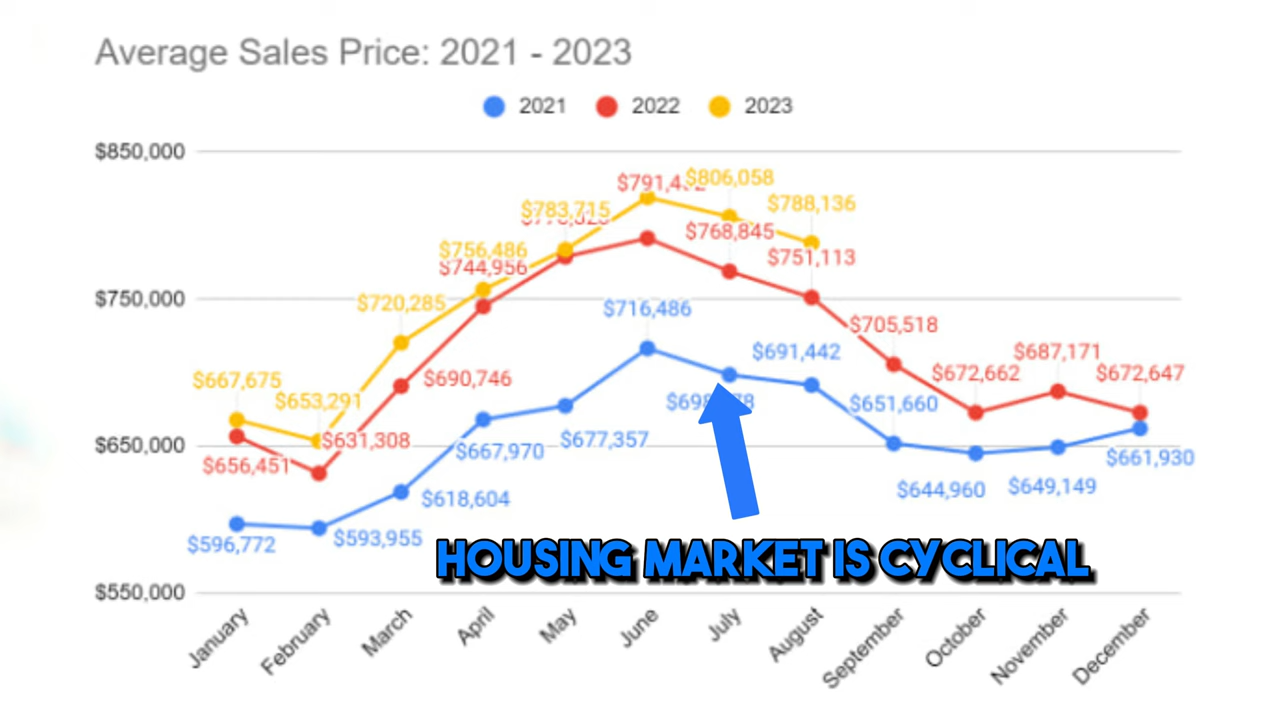 Average Sales Price: 2021 - 2023
2021 2022 2023
$850,000
$750,000
$650,000
$550,000
$667,675
$653,291
$720,285
$756,486
$783,715
$806,058
$788,136
$656,451
$631,308
$690,746
$744,956
$768,845
$751,113
$705,518
$672,662
$687,171
$672,647
$596,772
$593,955
$618,604
$667,970
$677,357
$716,486
$691,442
$651,660
$644,960
$649,149
$661,930
HOUSING MARKET IS CYCLICAL
January
February
March
April
May
June
July
August
September
October
November
December